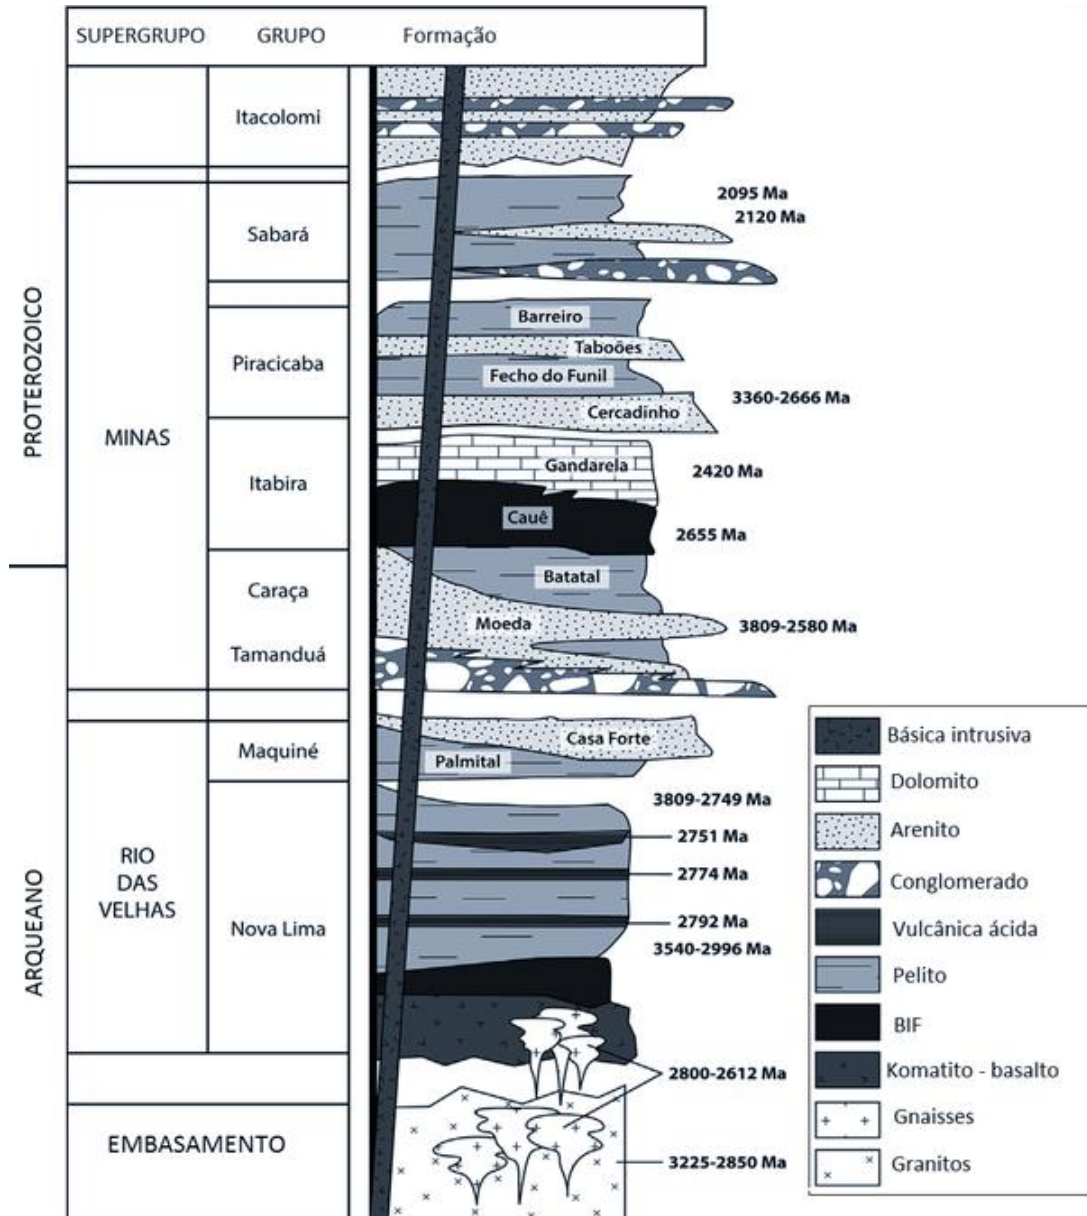 SUPERGRUPO
GRUPO
Formação
PROTEROZOICO
ARQUEANO
MINAS
RIO
DAS
VELHAS
EMBASAMENTO
Itacolomi
Sabará
Piracicaba
Itabira
Caraça
Tamanduá
Maquiné
Nova Lima
2095 Ma
2120 Ma
Barreiro
Taboões
Fecho do Funil
Cercadinho
3360-2666 Ma
Gandarela
2420 Ma
Cauê
2655 Ma
Batatal
Moeda
3809-2580 Ma
Casa Forte
Palmital
3809-2749 Ma
2751 Ma
2774 Ma
2792 Ma
3540-2996 Ma
2800-2612 Ma
3225-2850 Ma
Básica intrusiva
Dolomito
Arenito
Conglomerado
Vulcânica ácida
Pelito
BIF
Komatito - basalto
Gnaisses
Granitos